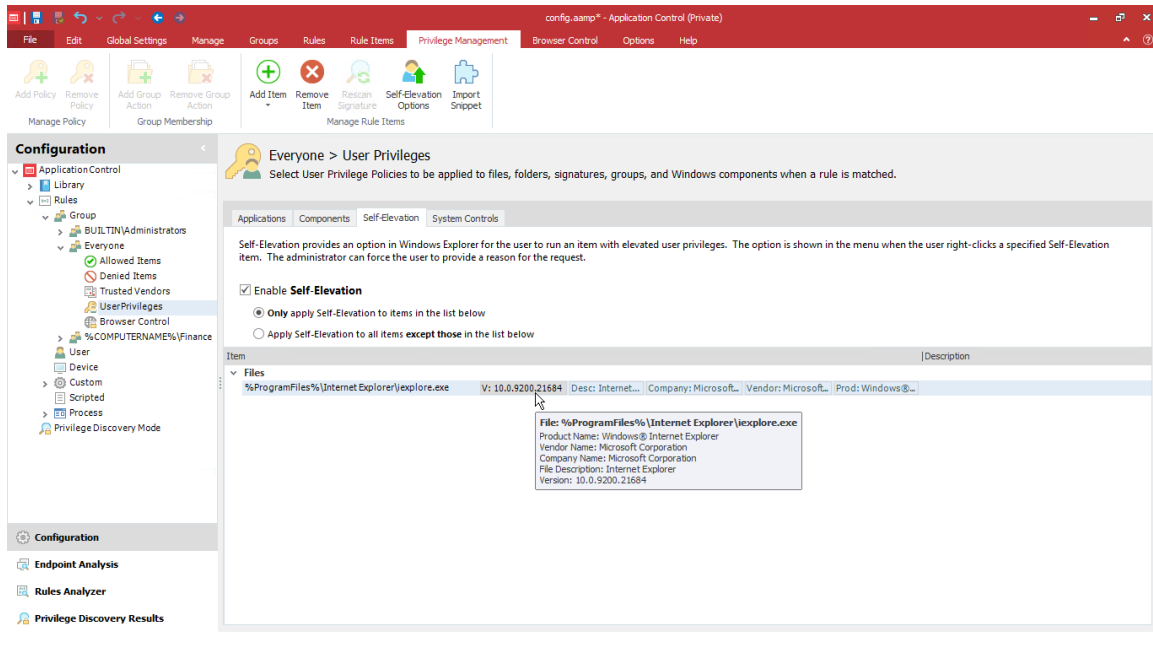 config.aamp* - Application Control (Private)
File Edit Global Settings Manage Groups Rules Rule Items Privilege Management Browser Control Options Help
Add Policy Remove Policy Add Group Action Remove Group Action Add Item Remove Item Rescan Signature Self-Elevation Options Import Snippet
Manage Policy Group Membership Manage Rule Items
Configuration
Application Control
Library
Rules
Group
BUILTIN\Administrators
Everyone
Allowed Items
Denied Items
Trusted Vendors
User Privileges
Browser Control
%COMPUTERNAME%\Finance
User
Device
Custom
Scripted
Process
Privilege Discovery Mode
Configuration
Endpoint Analysis
Rules Analyzer
Privilege Discovery Results
Everyone > User Privileges
Select User Privilege Policies to be applied to files, folders, signatures, groups, and Windows components when a rule is matched.
Applications Components Self-Elevation System Controls
Self-Elevation provides an option in Windows Explorer for the user to run an item with elevated user privileges. The option is shown in the menu when the user right-clicks a specified Self-Elevation
item. The administrator can force the user to provide a reason for the request.
Enable Self-Elevation
Only apply Self-Elevation to items in the list below
Apply Self-Elevation to all items except those in the list below
Item Description
Files
%ProgramFiles%\Internet Explorer\iexplore.exe V: 10.0.9200.21684 Desc: Internet... Company: Microsoft... Vendor: Microsoft... Prod: Windows®...
File: %ProgramFiles%\Internet Explorer\iexplore.exe
Product Name: Windows® Internet Explorer
Vendor Name: Microsoft Corporation
Company Name: Microsoft Corporation
File Description: Internet Explorer
Version: 10.0.9200.21684